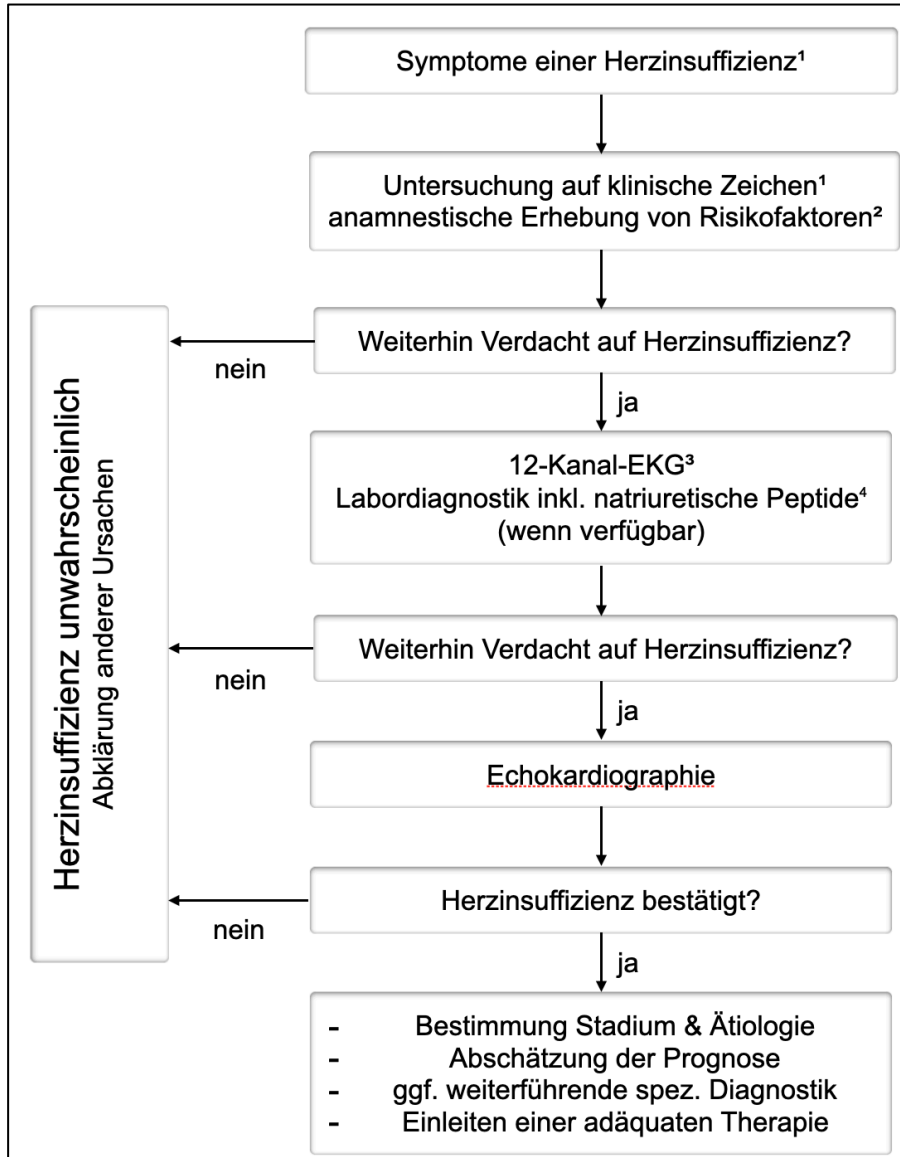 Symptome einer Herzinsuffizienz¹
Untersuchung auf klinische Zeichen¹
anamnestische Erhebung von Risikofaktoren²
Weiterhin Verdacht auf Herzinsuffizienz?
nein
ja
12-Kanal-EKG³
Labordiagnostik inkl. natriuretische Peptide⁴
(wenn verfügbar)
Weiterhin Verdacht auf Herzinsuffizienz?
nein
ja
Echokardiographie
Herzinsuffizienz bestätigt?
nein
ja
- Bestimmung Stadium & Ätiologie
- Abschätzung der Prognose
- ggf. weiterführende spez. Diagnostik
- Einleiten einer adäquaten Therapie
Herzinsuffizienz unwahrscheinlich
Abklärung anderer Ursachen